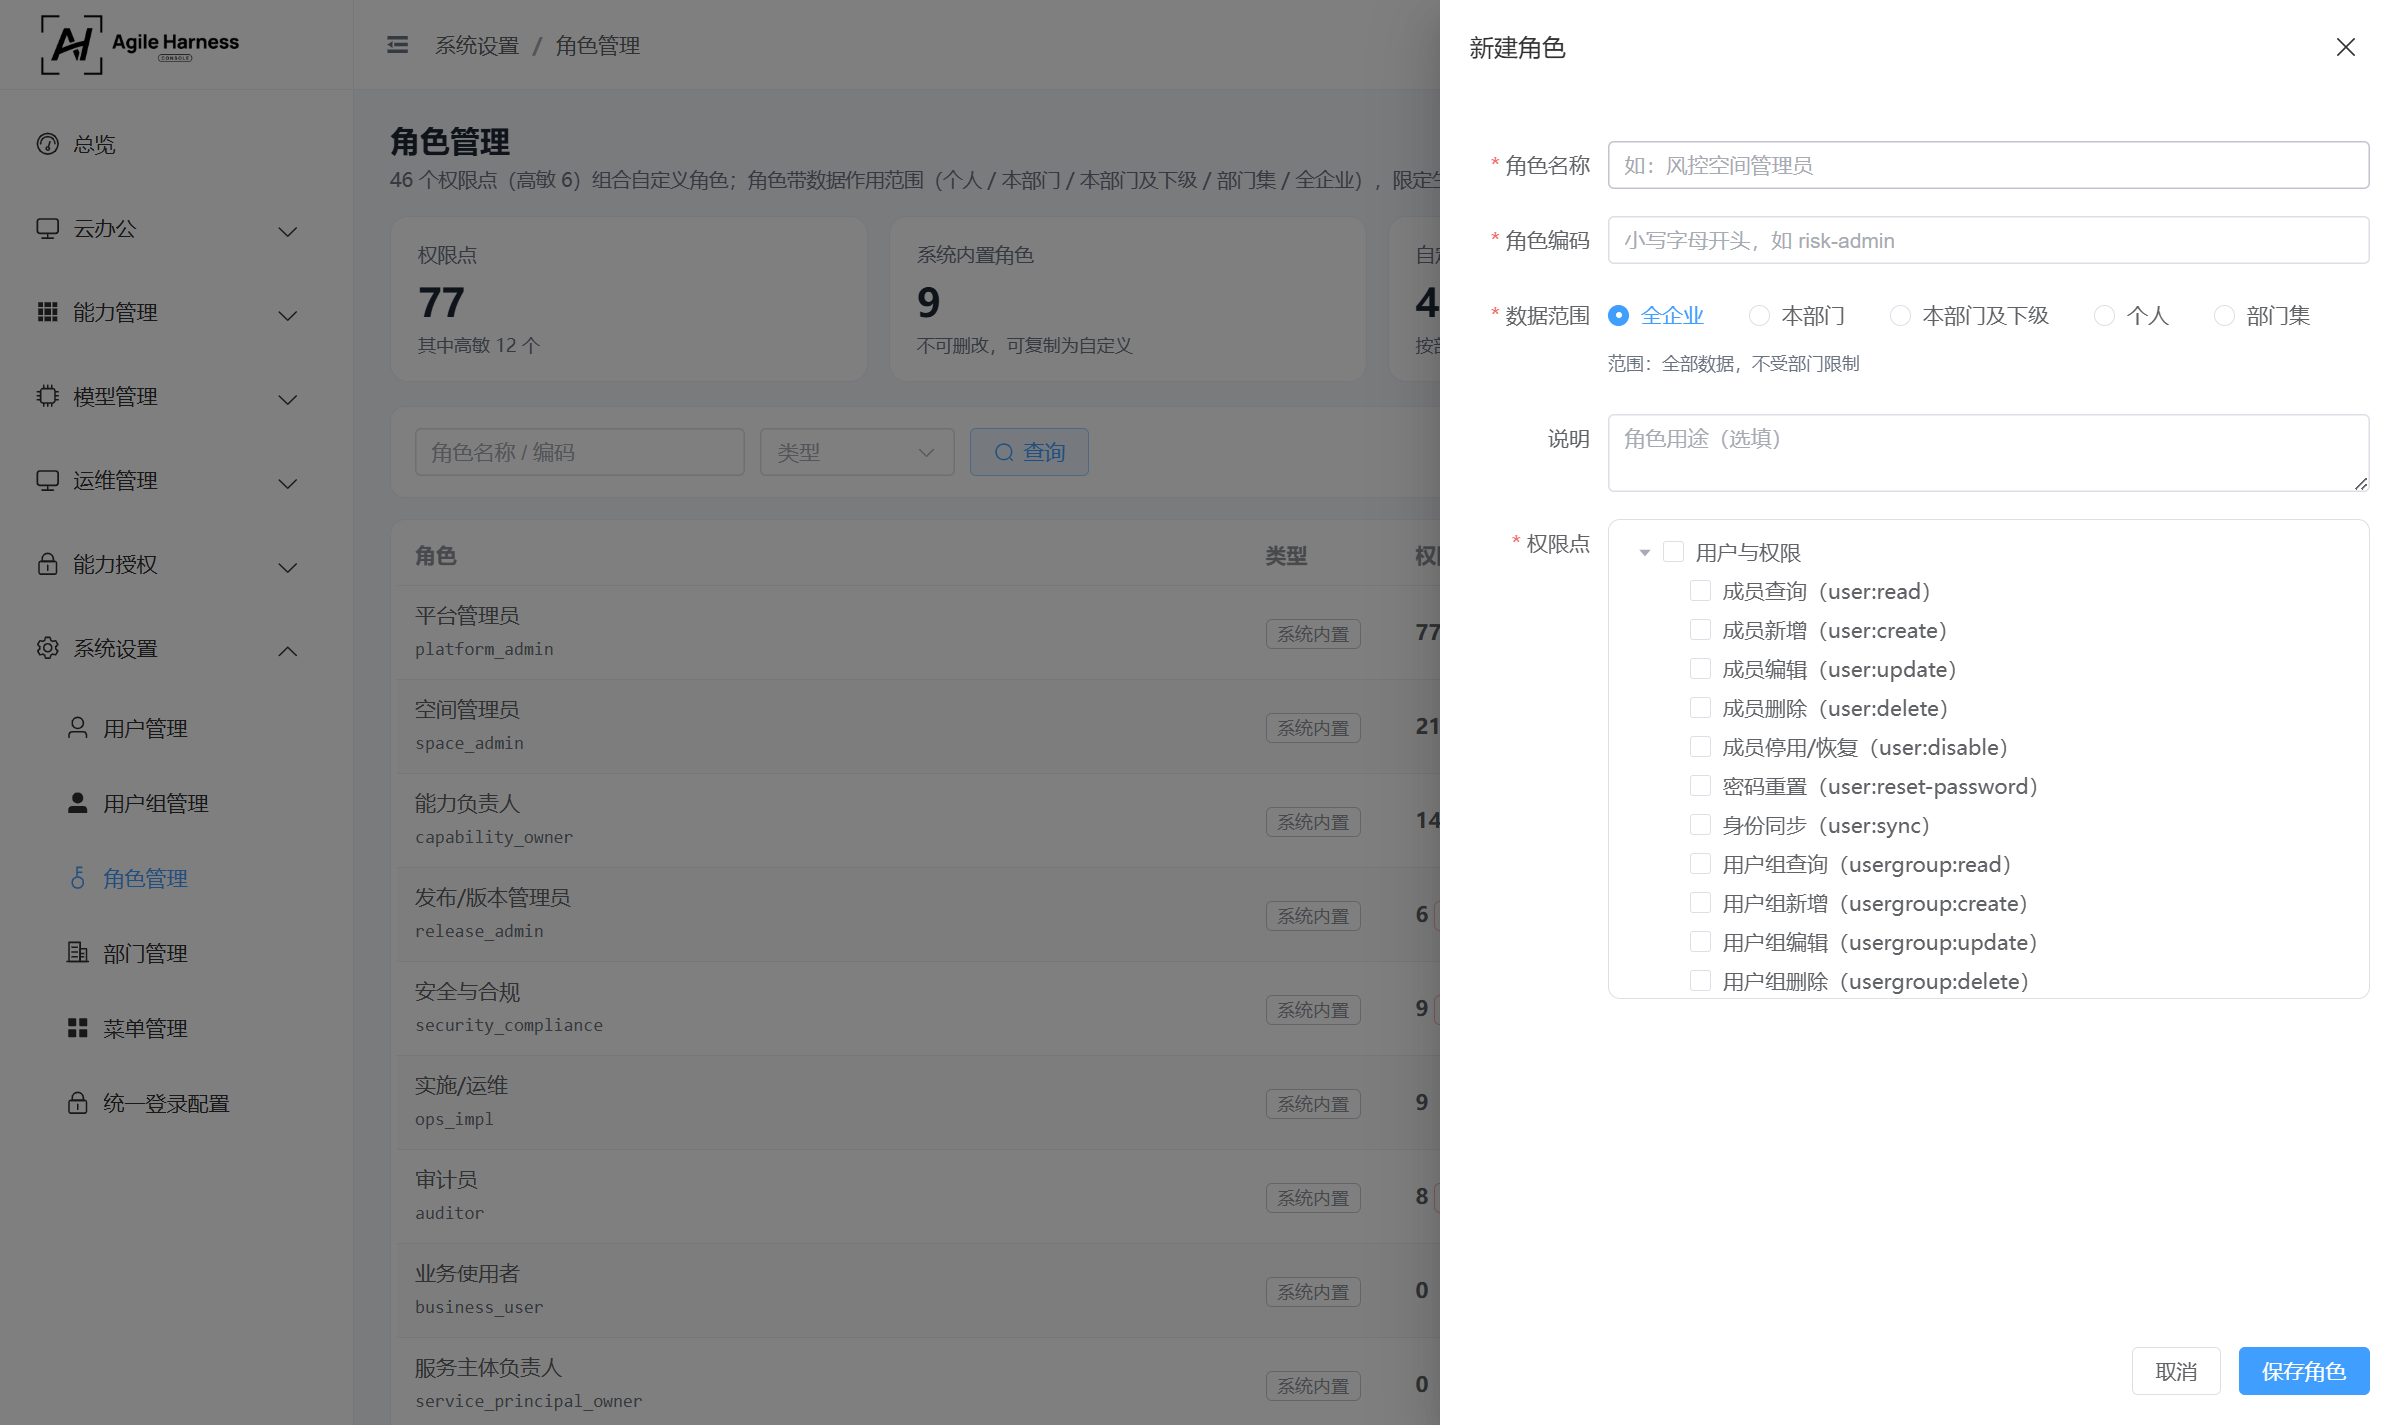 Agile Harness
CONSOLE
总览
云办公
能力管理
模型管理
运维管理
能力授权
系统设置
用户管理
用户组管理
角色管理
部门管理
菜单管理
统一登录配置
系统设置 / 角色管理
角色管理
46 个权限点（高敏 6）组合自定义角色；角色带数据作用范围（个人 / 本部门 / 本部门及下级 / 部门集 / 全企业），限定
权限点
77
其中高敏 12 个
系统内置角色
9
不可删改，可复制为自定义
4
角色名称 / 编码
类型
查询
角色 类型
平台管理员
platform_admin
系统内置 77
空间管理员
space_admin
系统内置 21
能力负责人
capability_owner
系统内置 14
发布/版本管理员
release_admin
系统内置 6
安全与合规
security_compliance
系统内置 9
实施/运维
ops_impl
系统内置 9
审计员
auditor
系统内置 8
业务使用者
business_user
系统内置 0
服务主体负责人
service_principal_owner
系统内置 0
新建角色
* 角色名称 如：风控空间管理员
* 角色编码 小写字母开头，如 risk-admin
* 数据范围 全企业 本部门 本部门及下级 个人 部门集
范围：全部数据，不受部门限制
说明 角色用途（选填）
* 权限点 用户与权限
成员查询（user:read）
成员新增（user:create）
成员编辑（user:update）
成员删除（user:delete）
成员停用/恢复（user:disable）
密码重置（user:reset-password）
身份同步（user:sync）
用户组查询（usergroup:read）
用户组新增（usergroup:create）
用户组编辑（usergroup:update）
用户组删除（usergroup:delete）
取消 保存角色